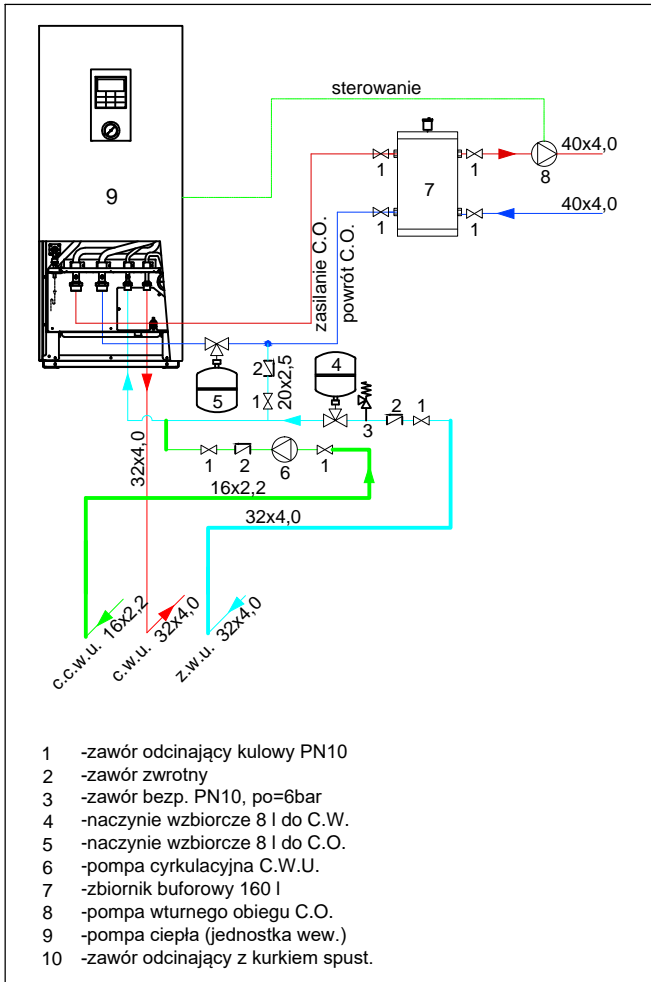 sterowanie
40x4,0
1
1
8
9
7
40x4,0
1
1
zasilanie C.O.
powrót C.O.
2
4
20x2,5
5
1
2
1
3
32x4,0
1
2
6
1
16x2,2
32x4,0
c.c.w.u. 16x2,2
c.w.u. 32x4,0
z.w.u. 32x4,0
1 -zawór odcinający kulowy PN10
2 -zawór zwrotny
3 -zawór bezp. PN10, po=6bar
4 -naczynie wzbiorcze 8 l do C.W.
5 -naczynie wzbiorcze 8 l do C.O.
6 -pompa cyrkulacyjna C.W.U.
7 -zbiornik buforowy 160 l
8 -pompa wturnego obiegu C.O.
9 -pompa ciepła (jednostka wew.)
10 -zawór odcinający z kurkiem spust.